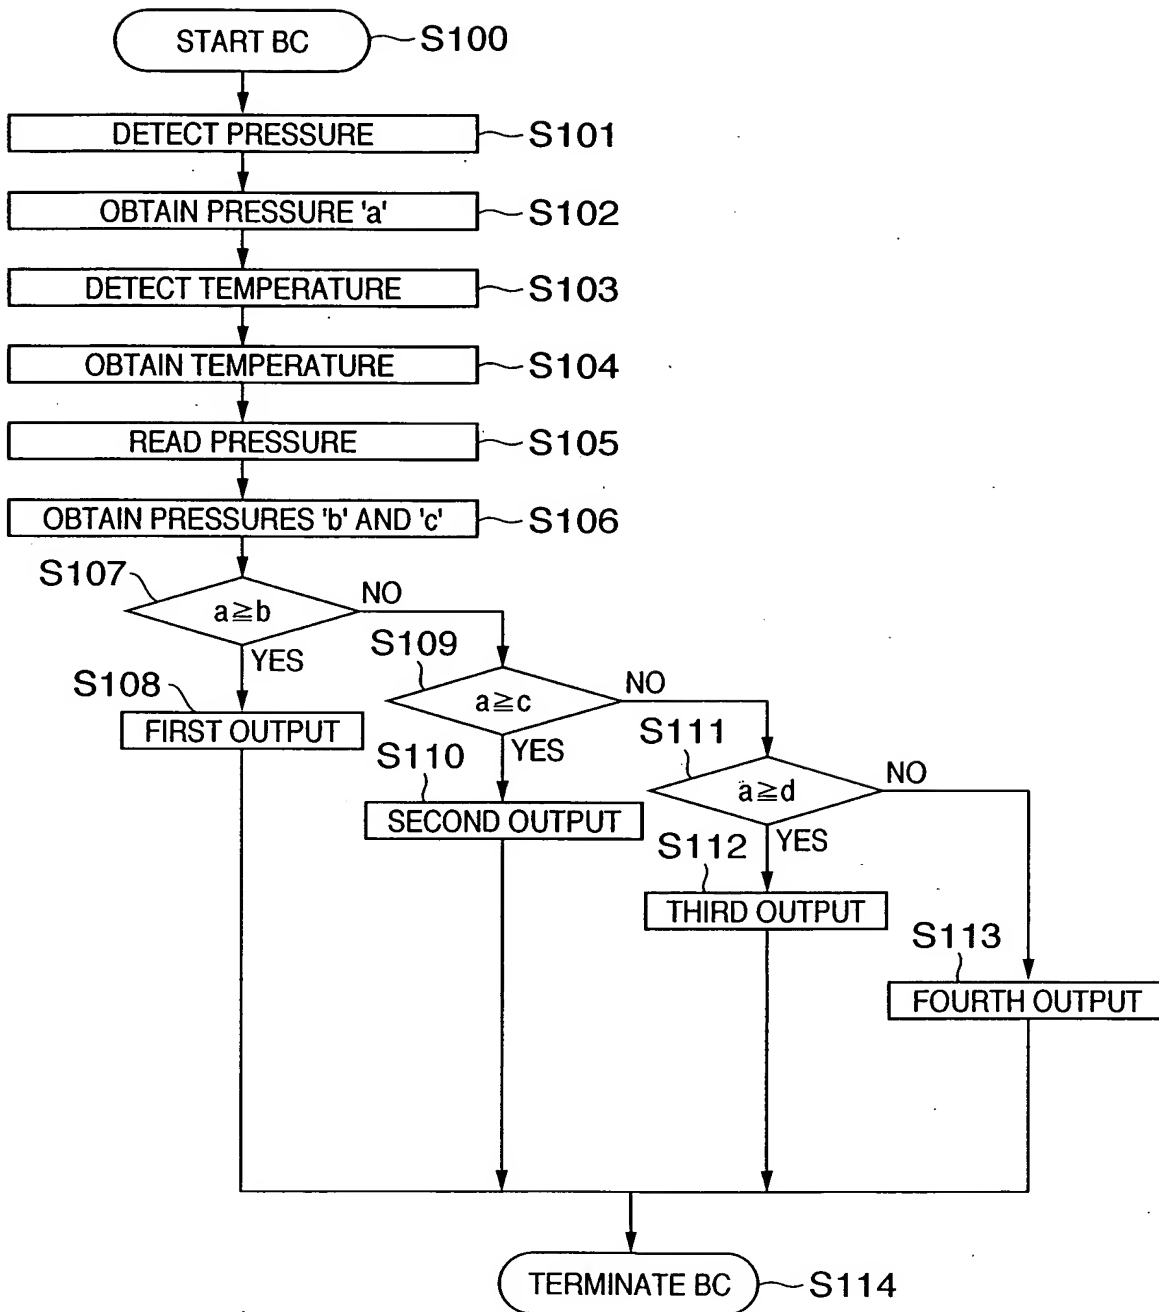 START BC
S100
DETECT PRESSURE
S101
OBTAIN PRESSURE 'a'
S102
DETECT TEMPERATURE
S103
OBTAIN TEMPERATURE
S104
READ PRESSURE
S105
OBTAIN PRESSURES 'b' AND 'c'
S106
S107
a≧b
NO
YES
S108
FIRST OUTPUT
S109
a≧c
NO
YES
S110
SECOND OUTPUT
S111
a≧d
NO
YES
S112
THIRD OUTPUT
S113
FOURTH OUTPUT
TERMINATE BC
S114